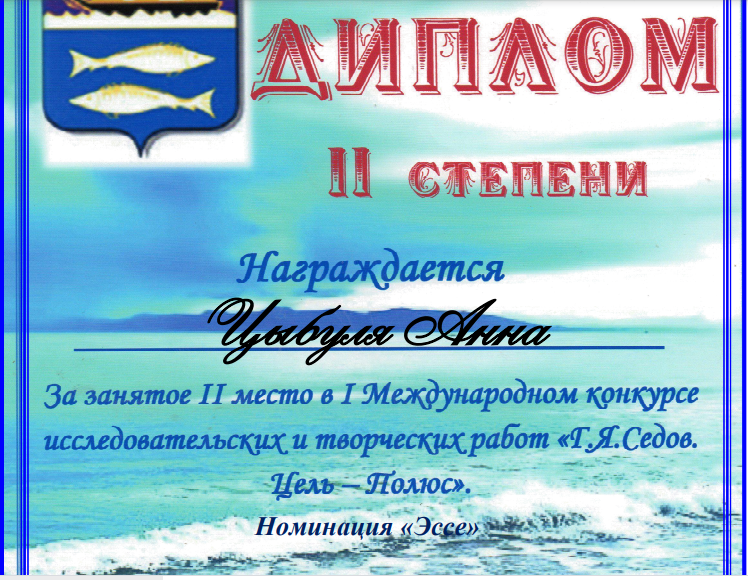 ДИПЛОМ
II СТЕПЕНИ
Награждается
Цыбуля Анна
За занятое II место в I Международном конкурсе
исследовательских и творческих работ «Г.Я.Седов.
Цель – Полюс».
Номинация «Эссе»